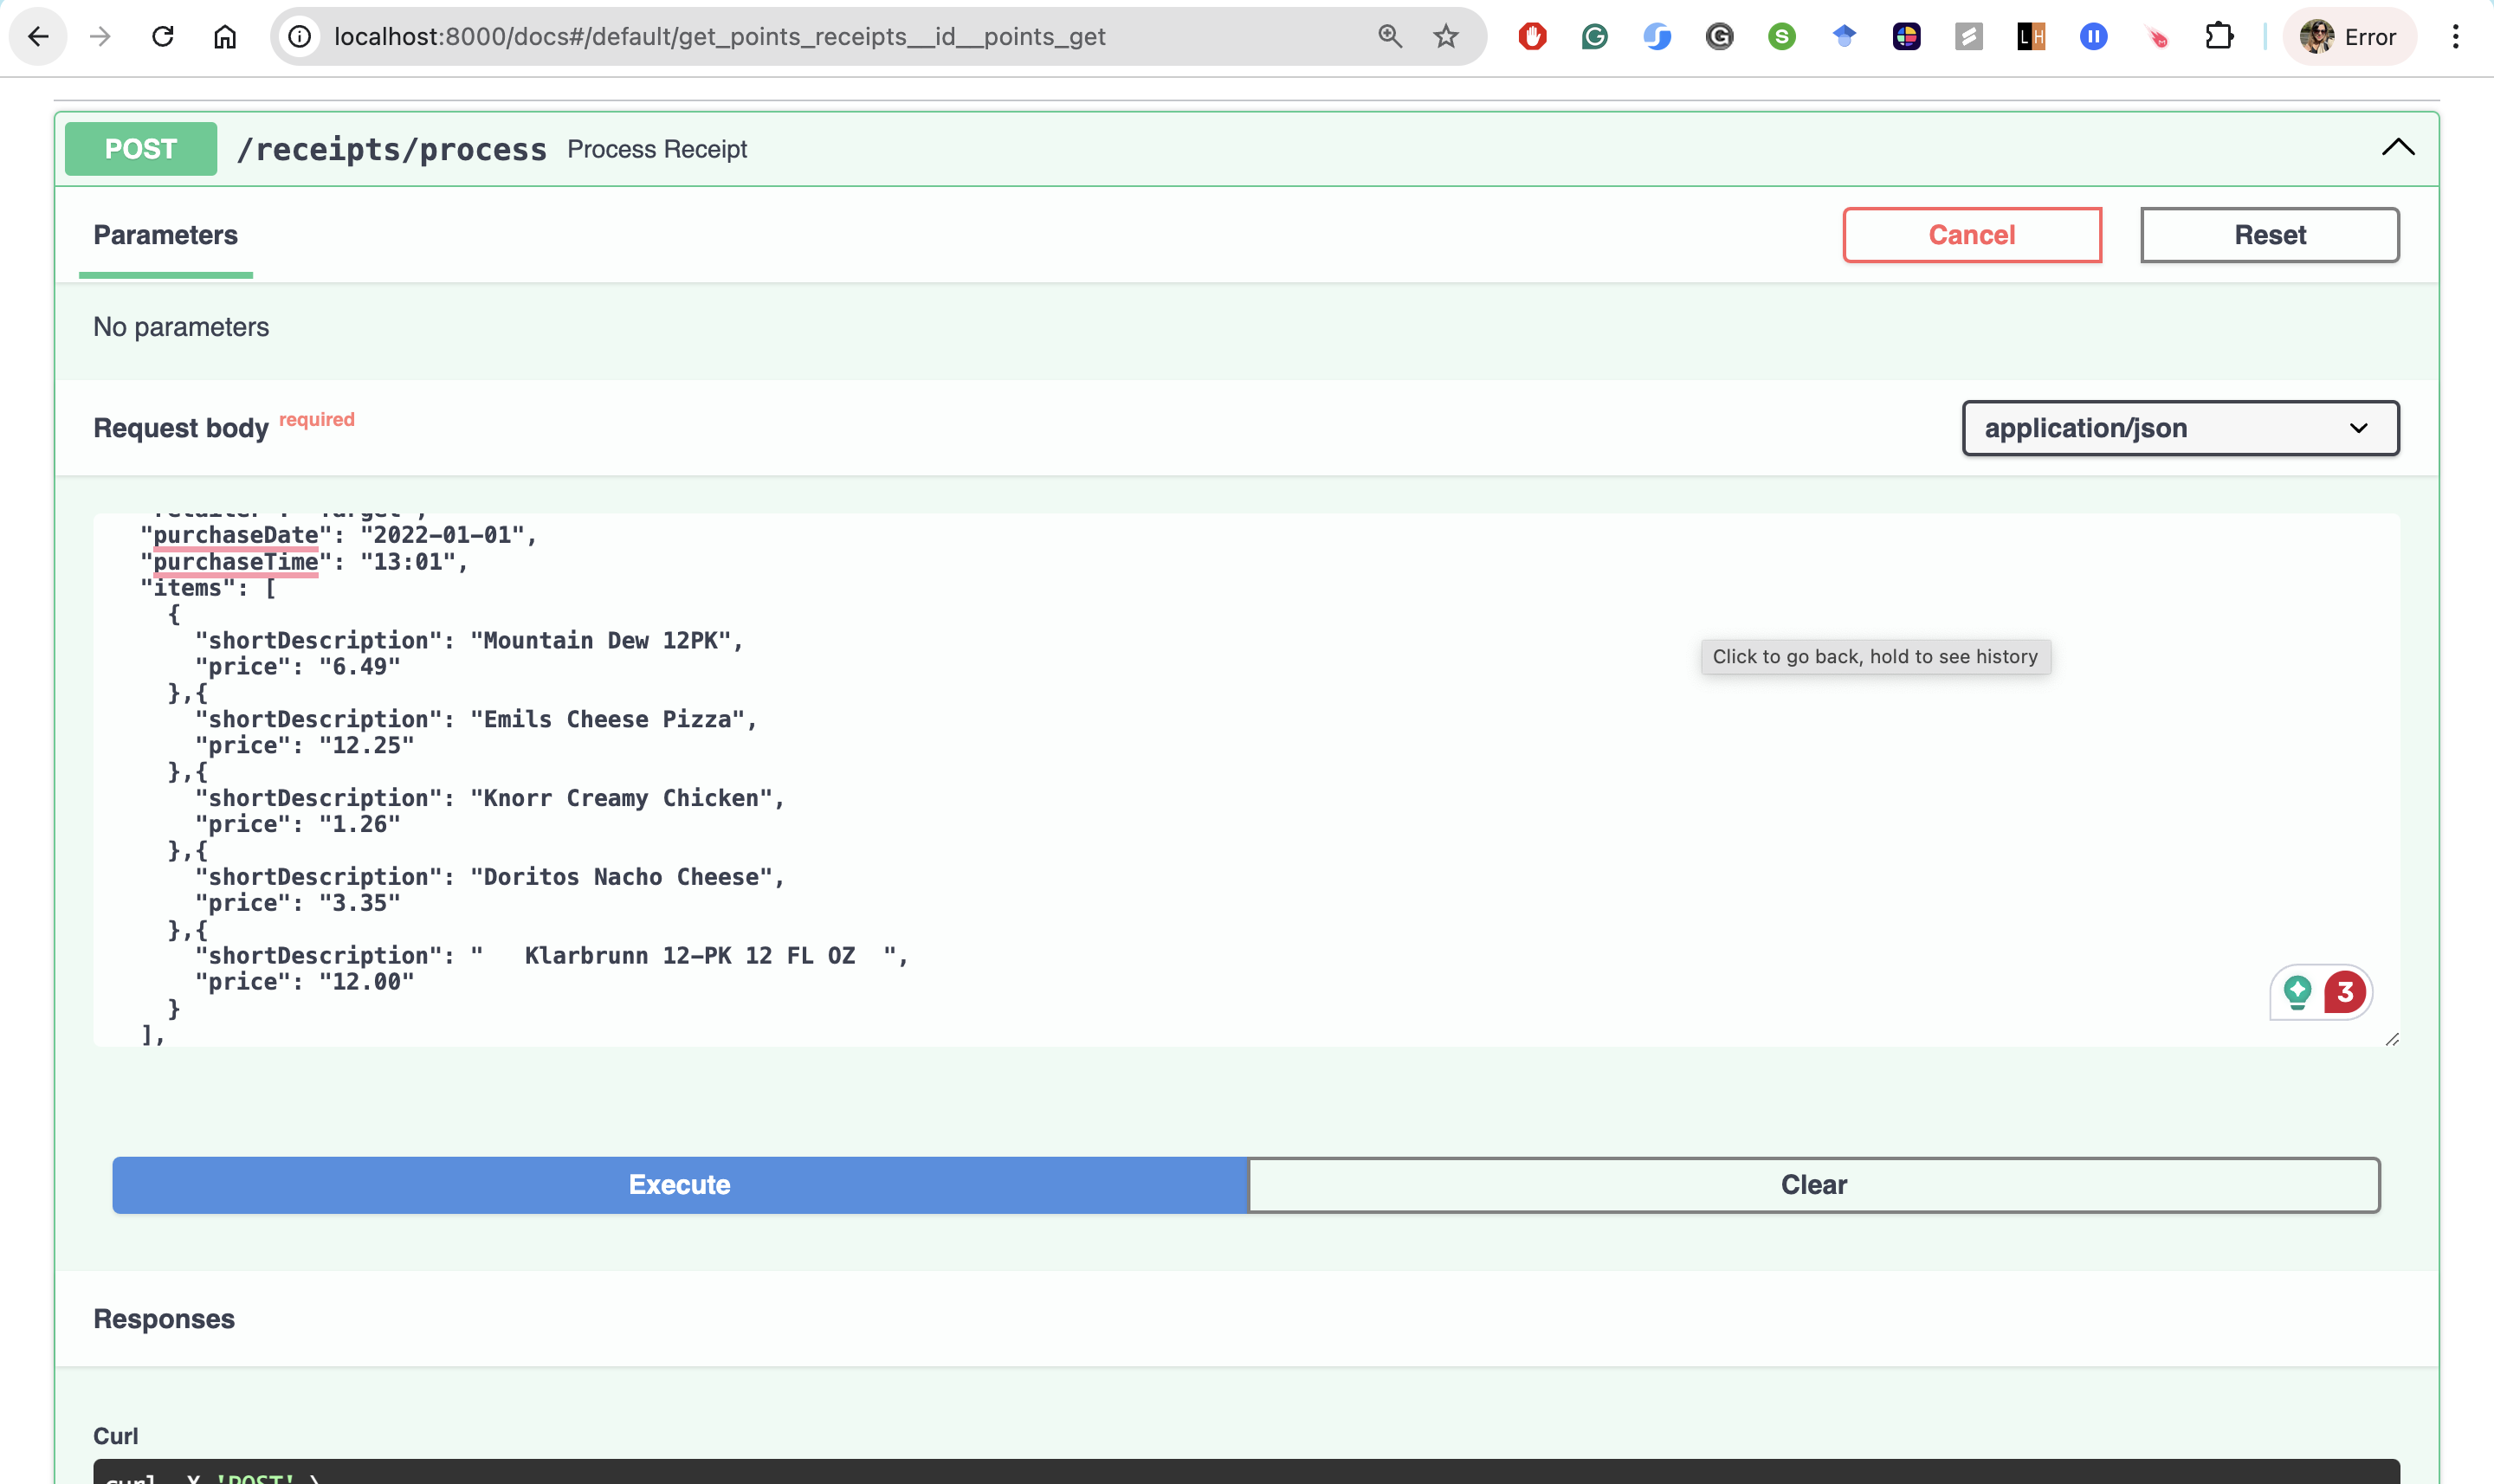 localhost:8000/docs#/default/get_points_receipts__id__points_get
Error
POST /receipts/process Process Receipt
Parameters
Cancel
Reset
No parameters
Request body required
application/json
"retailer": "Target",
"purchaseDate": "2022-01-01",
"purchaseTime": "13:01",
"items": [
{
"shortDescription": "Mountain Dew 12PK",
"price": "6.49"
},{
"shortDescription": "Emils Cheese Pizza",
"price": "12.25"
},{
"shortDescription": "Knorr Creamy Chicken",
"price": "1.26"
},{
"shortDescription": "Doritos Nacho Cheese",
"price": "3.35"
},{
"shortDescription": "   Klarbrunn 12-PK 12 FL OZ  ",
"price": "12.00"
}
],
Click to go back, hold to see history
3
Execute
Clear
Responses
Curl
curl -X 'POST' \